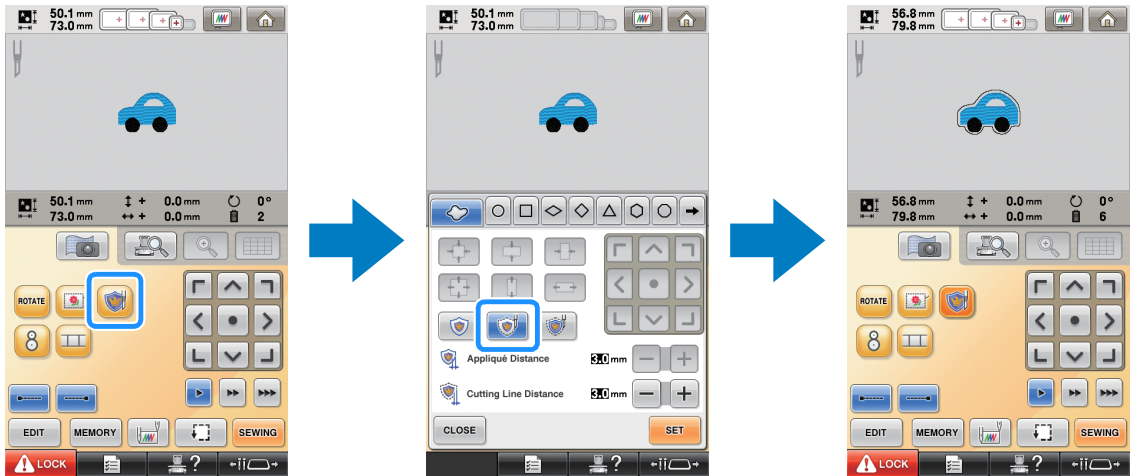 50.1 mm
73.0 mm
50.1 mm 0.0 mm 0°
73.0 mm 0.0 mm 2
ROTATE
8
EDIT MEMORY SEWING
LOCK ?
50.1 mm
73.0 mm
Appliqué Distance 3.0 mm
Cutting Line Distance 3.0 mm
CLOSE SET
?
56.8 mm
79.8 mm
56.8 mm 0.0 mm 0°
79.8 mm 0.0 mm 6
ROTATE
8
EDIT MEMORY SEWING
LOCK ?